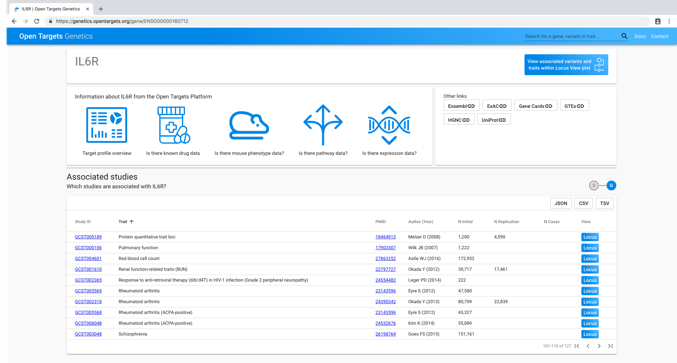 IL6R | Open Targets Genetics
https://genetics.opentargets.org/gene/ENSG00000160712
Open Targets Genetics
Search for a gene, variant or trait...
Docs
Contact
IL6R
View associated variants and
traits within Locus View plot
Information about IL6R from the Open Targets Platform
Target profile overview
Is there known drug data
Is there mouse phenotype data?
Is there pathway data?
Is there expression data?
Other links
Ensembl
ExAC
Gene Cards
GTEx
HGNC
UniProt
Associated studies
Which studies are associated with IL6R?
S G
JSON CSV TSV
Study ID Trait PMID Author (Year) N Initial N Replication N Cases View
GCST000189 Protein quantitative trait loci 18464913 Melzer D (2008) 1,200 4,590 Locus
GCST000106 Pulmonary function 17903307 Wilk JB (2007) 1,222 Locus
GCST004601 Red blood cell count 27863252 Astle WJ (2016) 172,952 Locus
GCST001610 Renal function-related traits (BUN) 22797727 Okada Y (2012) 39,717 17,461 Locus
GCST002365 Response to anti-retroviral therapy (ddI/d4T) in HIV-1 infection (Grade 2 peripheral neuropathy) 24554482 Leger PD (2014) 222 Locus
GCST005569 Rheumatoid arthritis 23143596 Eyre S (2012) 47,580 Locus
GCST002318 Rheumatoid arthritis 24390342 Okada Y (2013) 80,799 22,839 Locus
GCST005568 Rheumatoid arthritis (ACPA-positive) 23143596 Eyre S (2012) 43,327 Locus
GCST006048 Rheumatoid arthritis (ACPA-positive) 24532676 Kim K (2014) 55,089 Locus
GCST003048 Schizophrenia 26198764 Goes FS (2015) 151,161 Locus
101-110 of 127